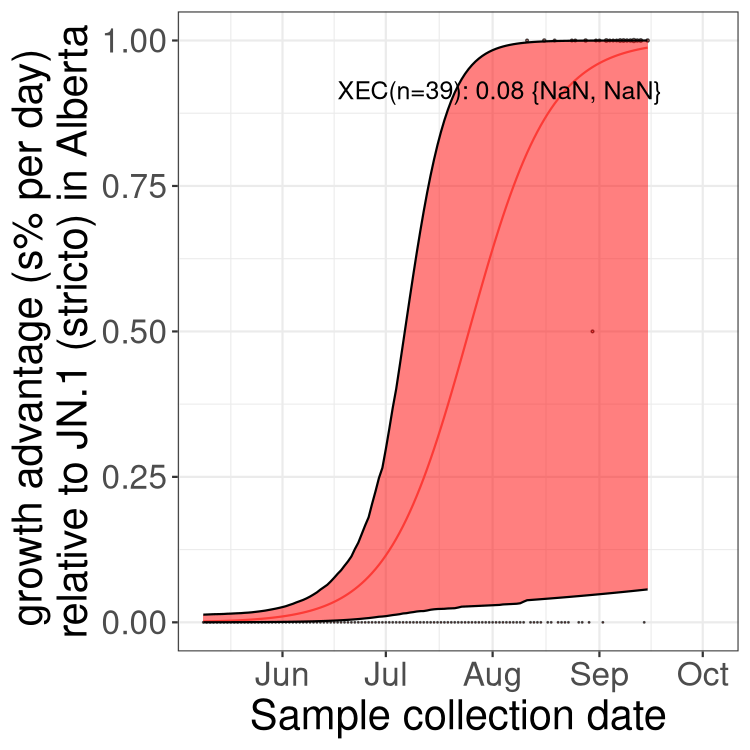 growth advantage (s% per day)
relative to JN.1 (stricto) in Alberta
1.00
0.75
0.50
0.25
0.00
XEC(n=39): 0.08 {NaN, NaN}
Jun Jul Aug Sep Oct
Sample collection date